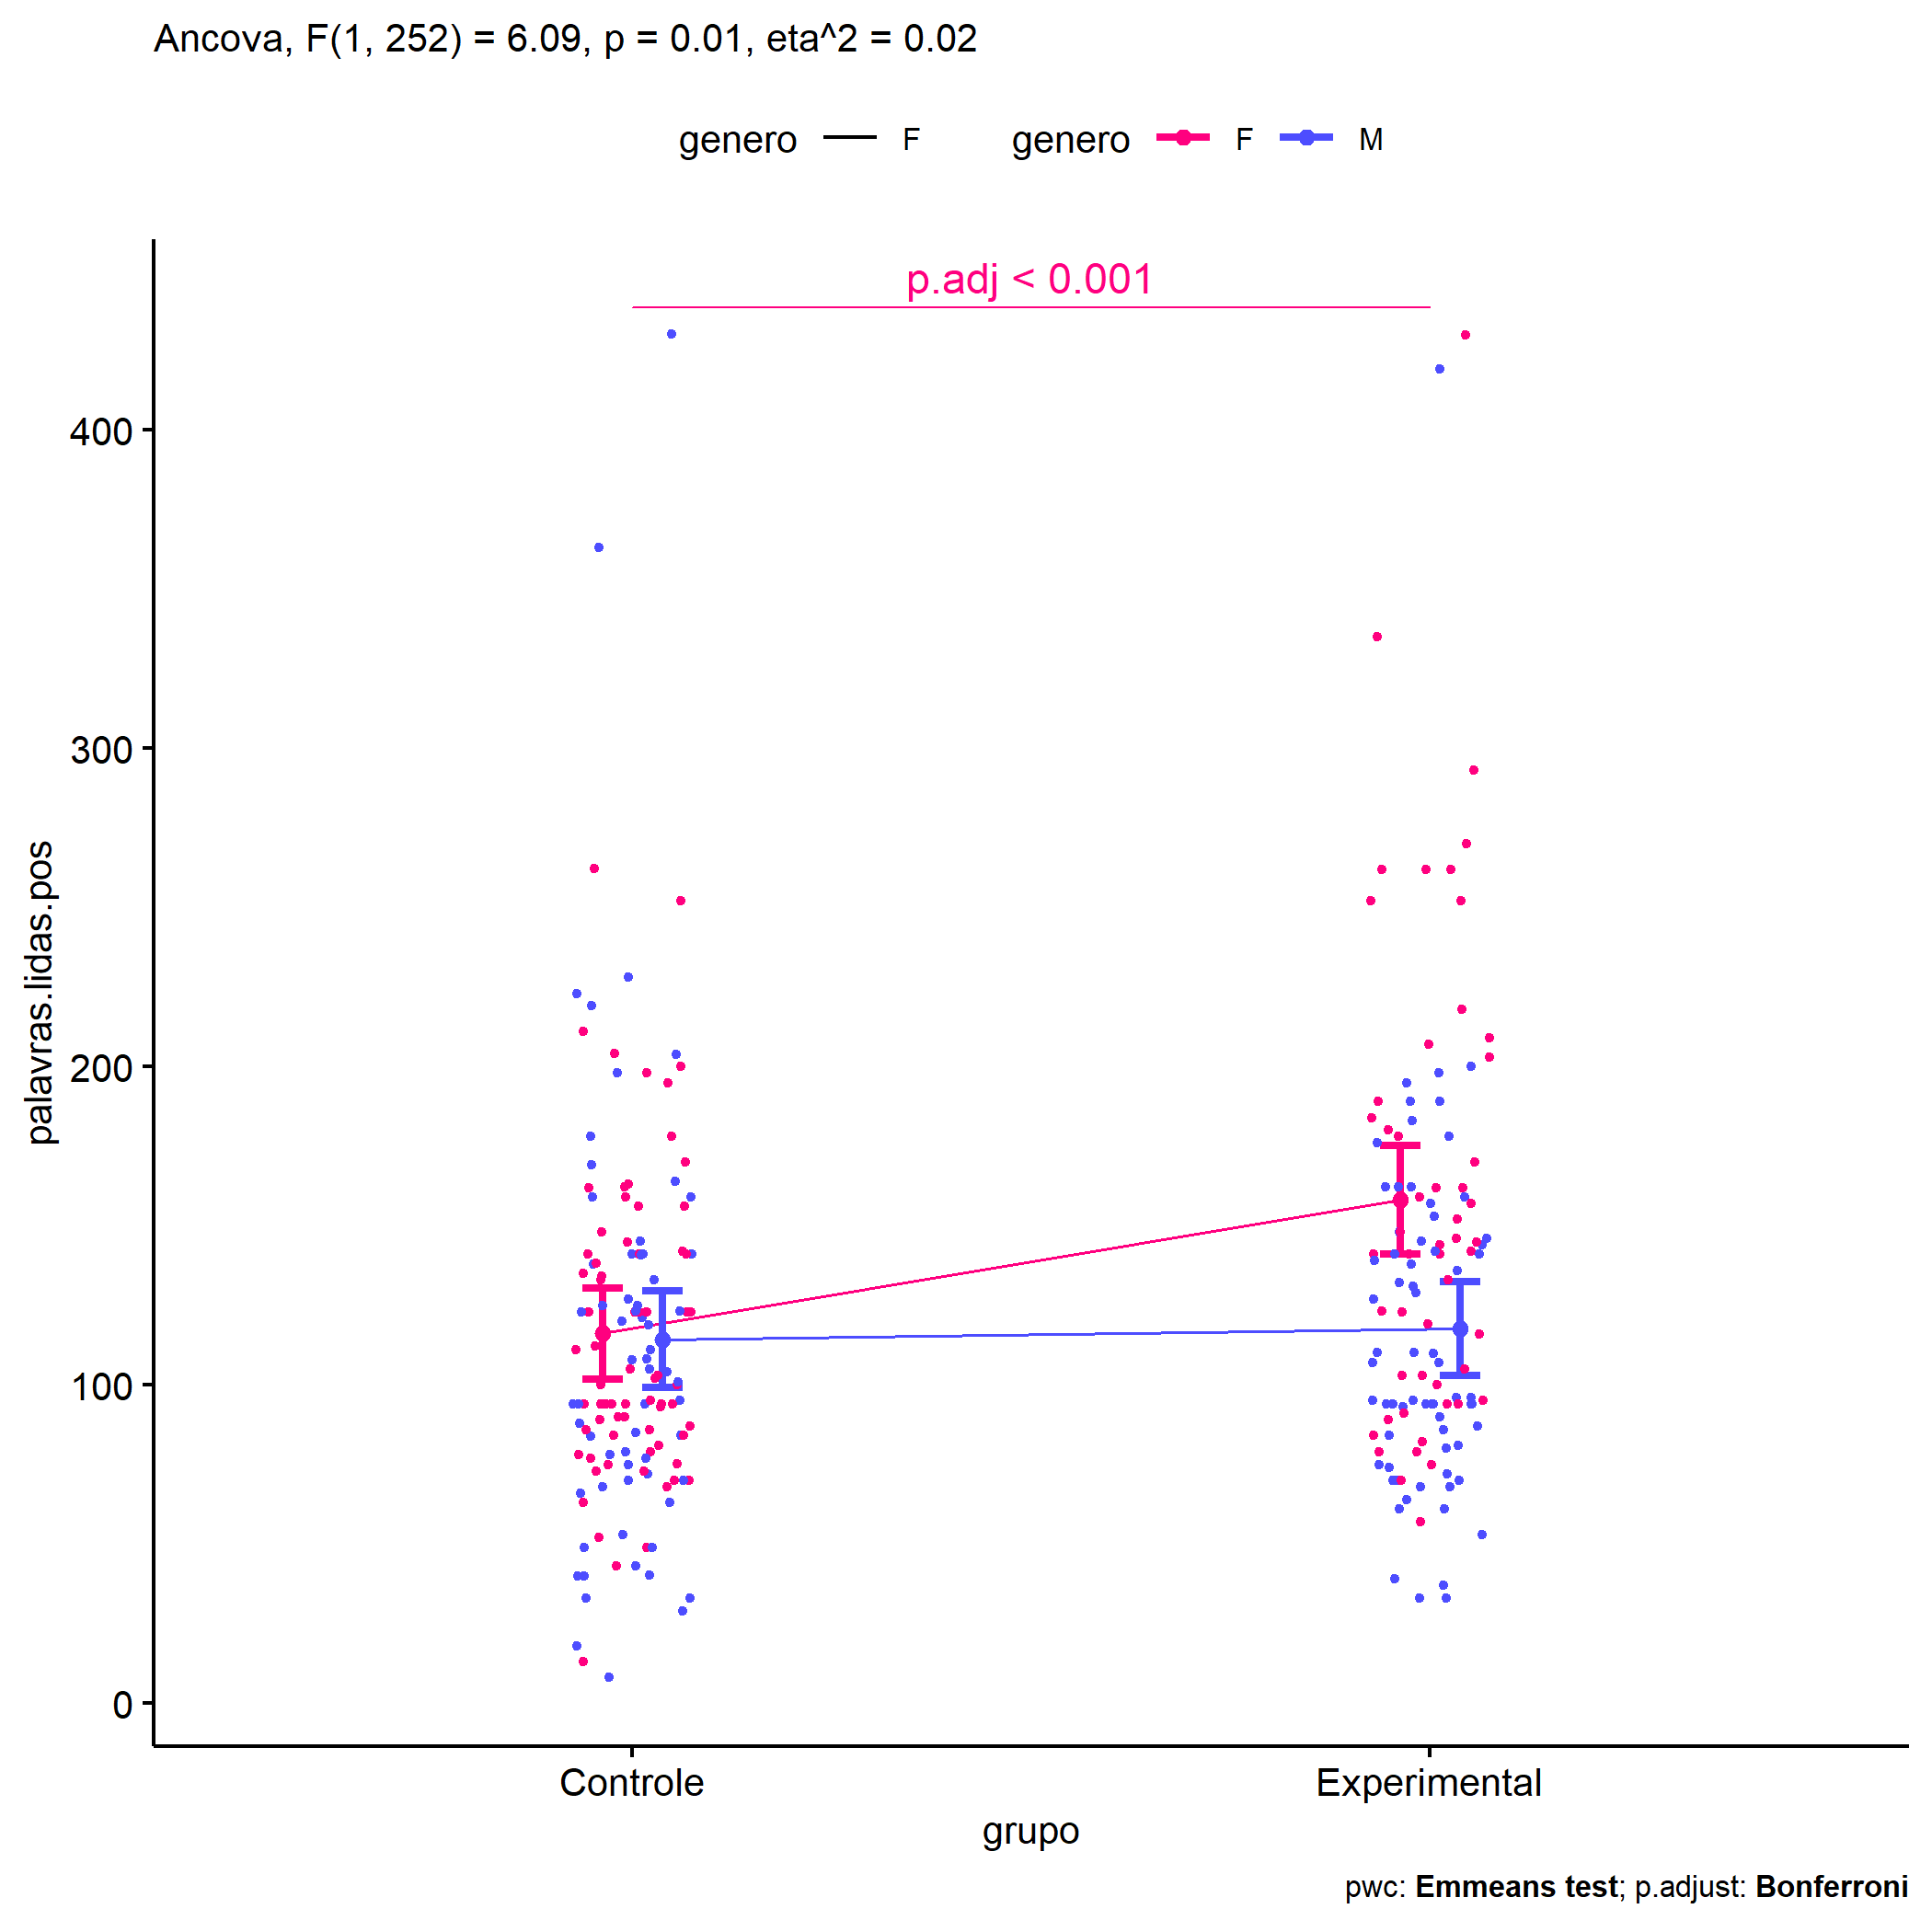 Ancova, F(1, 252) = 6.09, p = 0.01, eta^2 = 0.02
genero F genero F M
p.adj < 0.001
400
300
200
100
0
palavras.lidas.pos
Controle Experimental
grupo
pwc: Emmeans test; p.adjust: Bonferroni